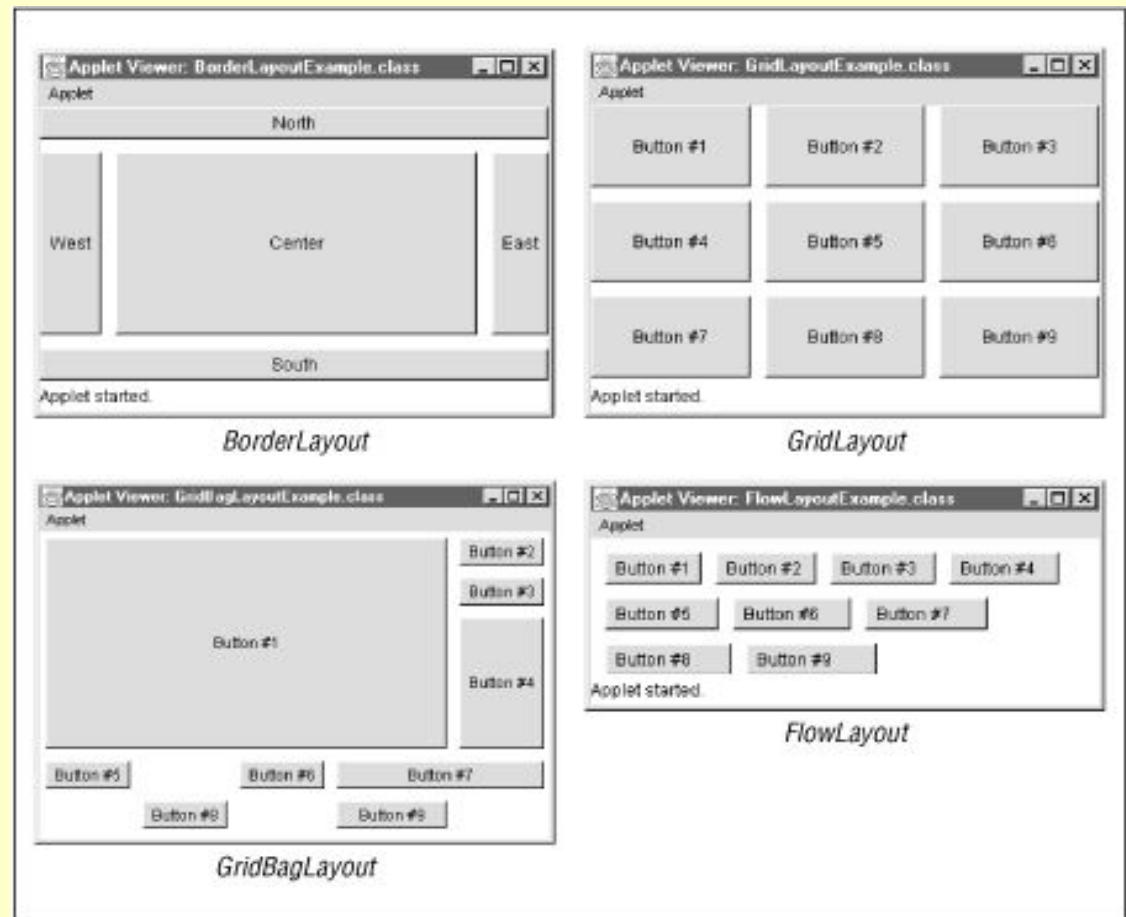 Applet Viewer: BorderLayoutExample.class
Applet
North
West
Center
East
South
Applet started.
BorderLayout
Applet Viewer: GridLayoutExample.class
Applet
Button #1
Button #2
Button #3
Button #4
Button #5
Button #6
Button #7
Button #8
Button #9
Applet started.
GridLayout
Applet Viewer: GridBagLayoutExample.class
Applet
Button #1
Button #2
Button #3
Button #4
Button #5
Button #6
Button #7
Button #8
Button #9
GridBagLayout
Applet Viewer: FlowLayoutExample.class
Applet
Button #1
Button #2
Button #3
Button #4
Button #5
Button #6
Button #7
Button #8
Button #9
Applet started.
FlowLayout